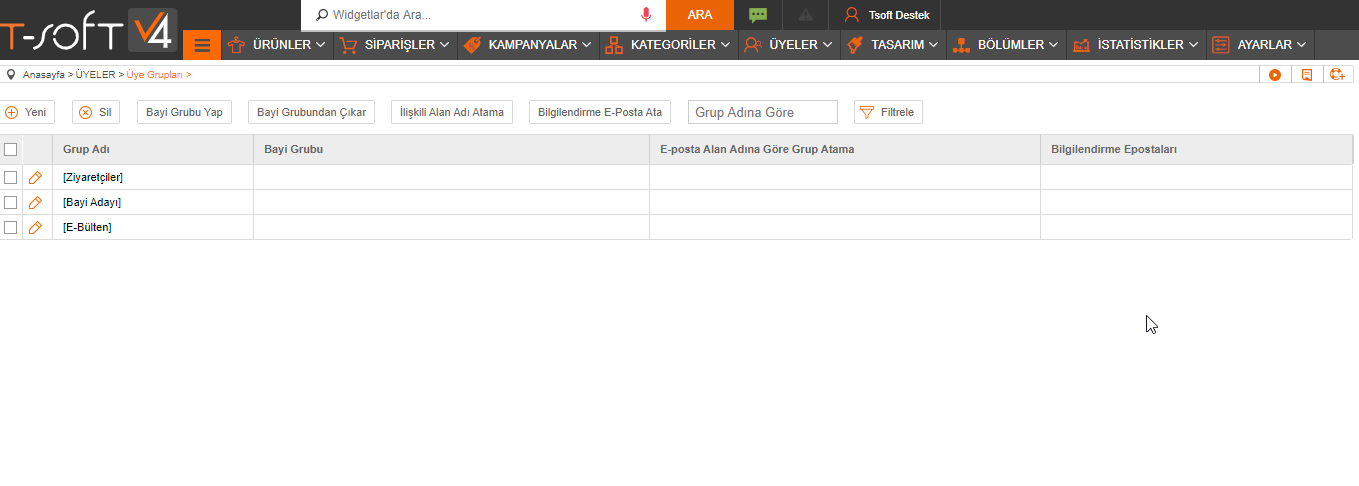 T-SOFT V4
Widgetlar'da Ara...
ARA
Tsoft Destek
ÜRÜNLER
SİPARİŞLER
KAMPANYALAR
KATEGORİLER
ÜYELER
TASARIM
BÖLÜMLER
İSTATİSTİKLER
AYARLAR
Anasayfa > ÜYELER > Üye Grupları >
Yeni
Sil
Bayi Grubu Yap
Bayi Grubundan Çıkar
İlişkili Alan Adı Atama
Bilgilendirme E-Posta Ata
Grup Adına Göre
Filtrele
Grup Adı
Bayi Grubu
E-posta Alan Adına Göre Grup Atama
Bilgilendirme Epostaları
[Ziyaretçiler]
[Bayi Adayı]
[E-Bülten]